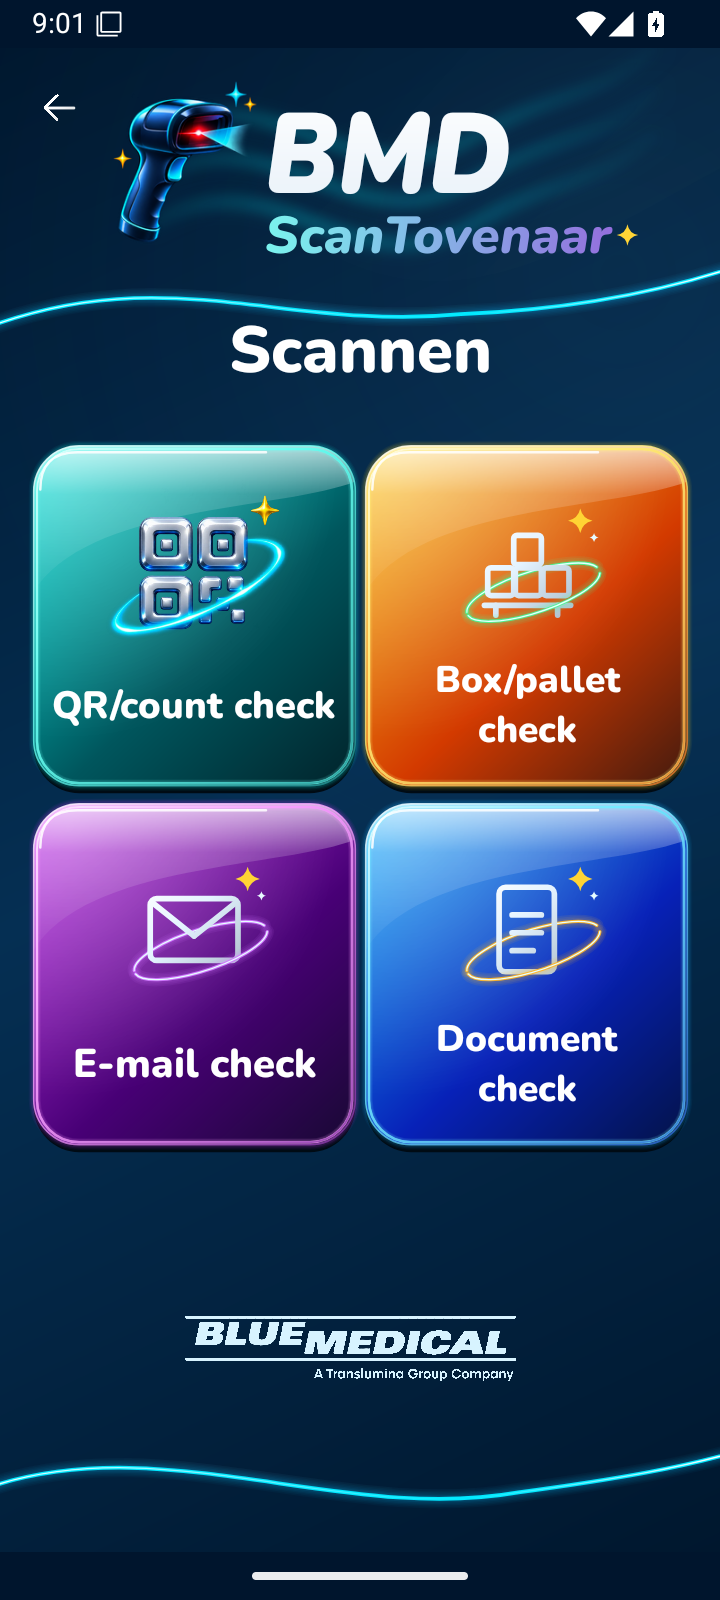 9:01
BMD
ScanTovenaar
Scannen
QR/count check
Box/pallet
check
E-mail check
Document
check
BLUEMEDICAL
A Translumina Group Company